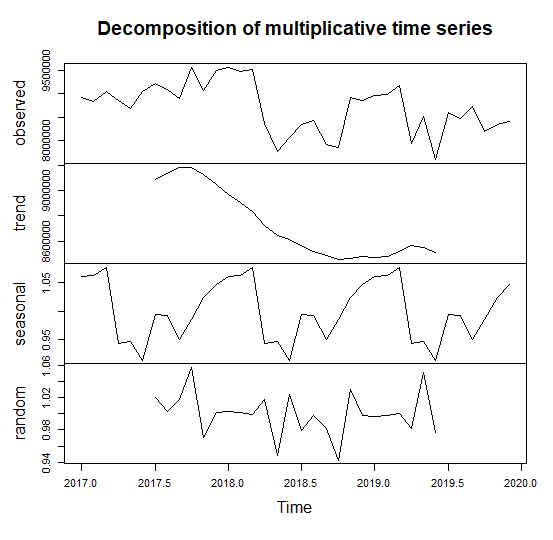 Decomposition of multiplicative time series
observed
9500000
8000000
trend
9000000
8600000
seasonal
1.05
0.95
random
1.06
1.02
0.98
0.94
2017.0 2017.5 2018.0 2018.5 2019.0 2019.5 2020.0
Time